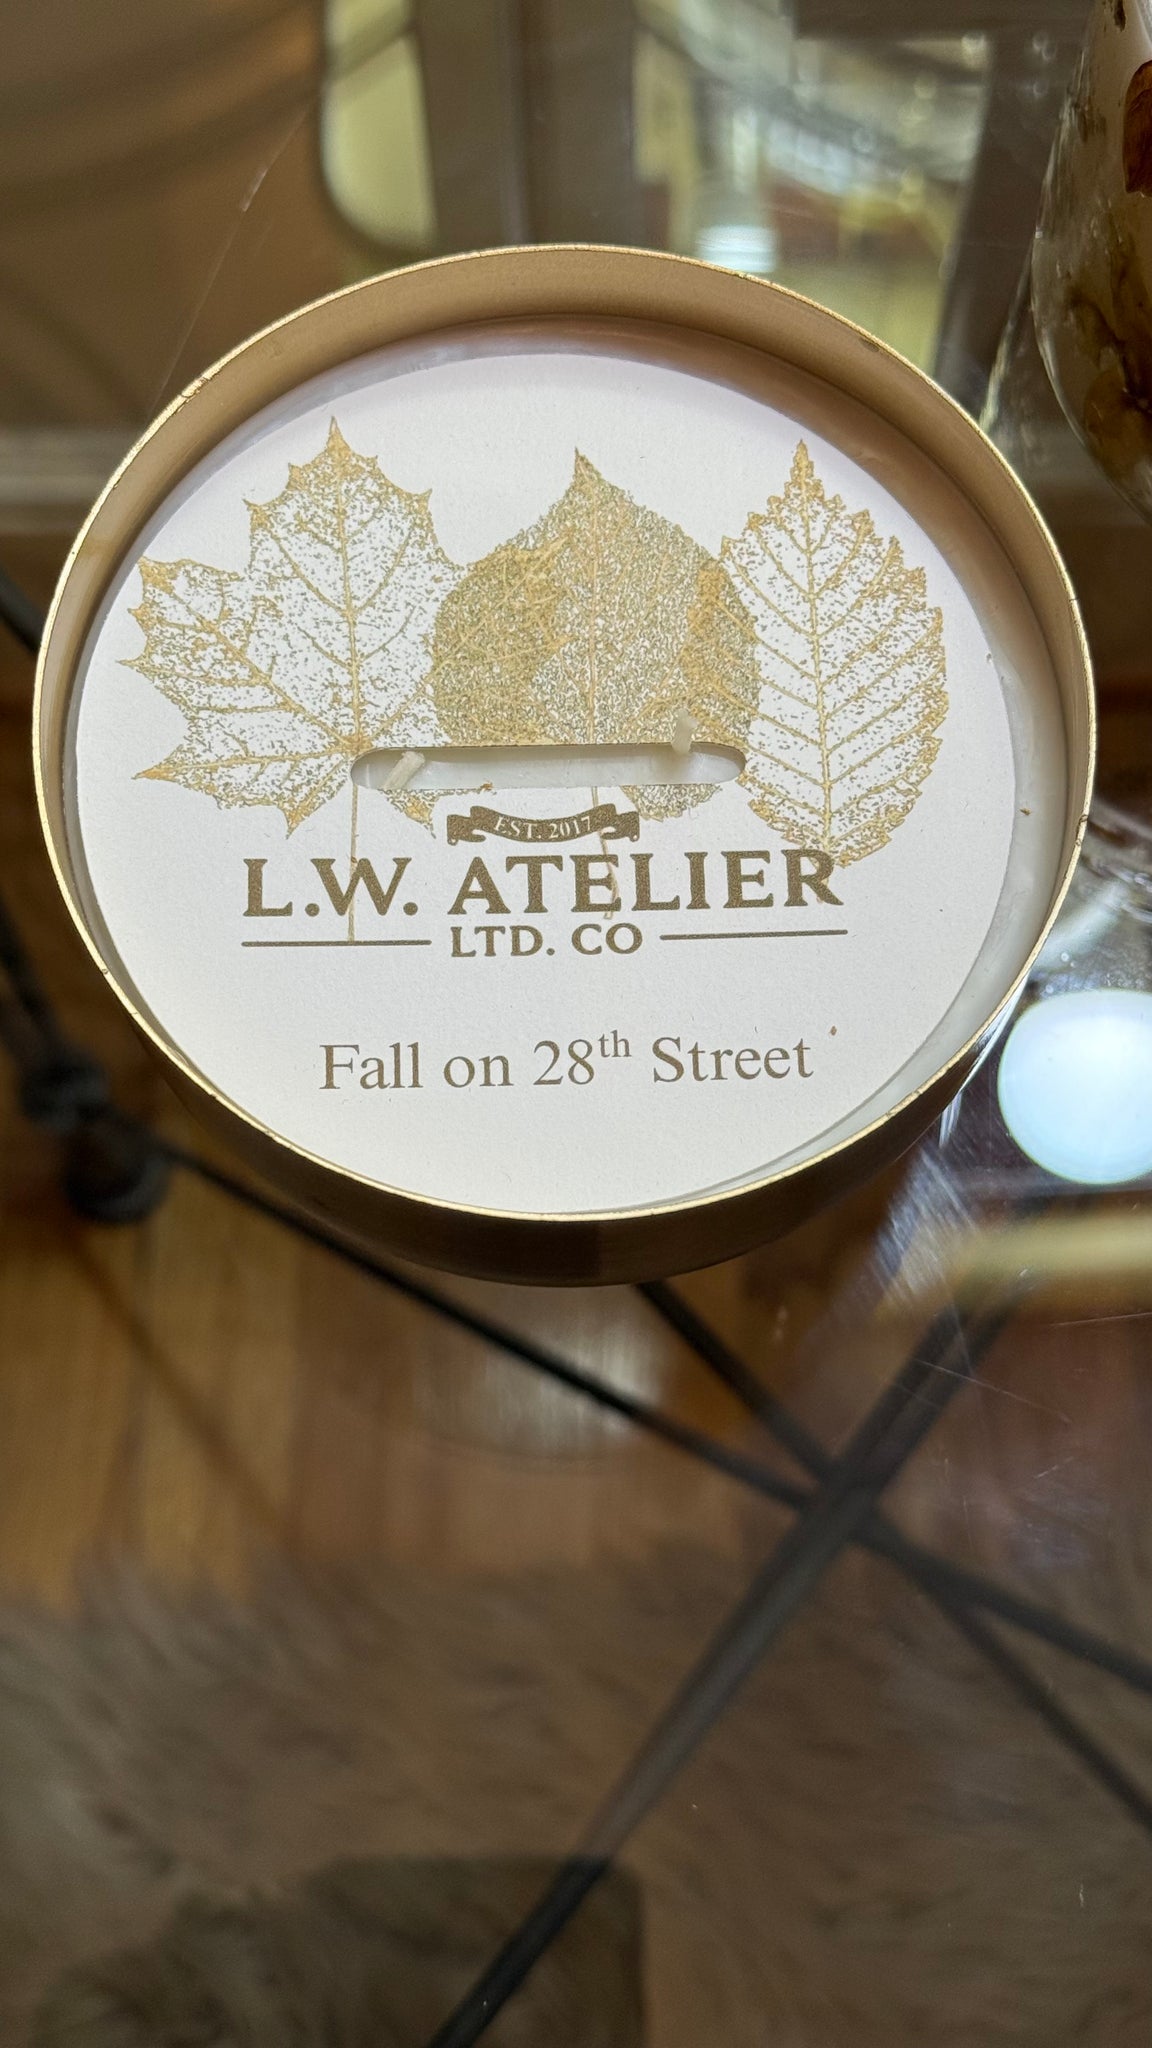 EST. 2017
L.W. ATELIER
LTD. CO
Fall on 28th Street